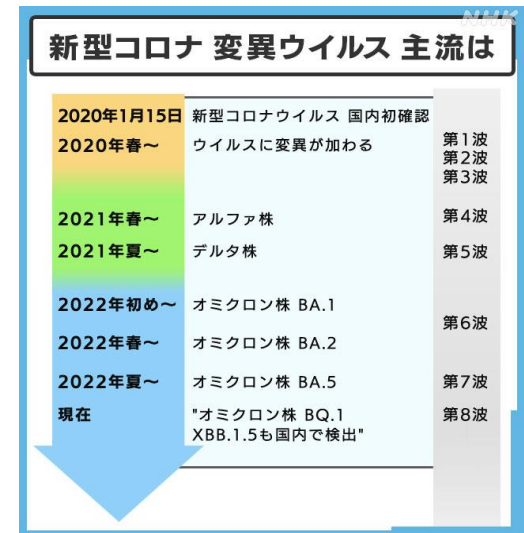 NHK
新型コロナ 変異ウイルス 主流は
2020年1月15日 新型コロナウイルス 国内初確認
2020年春～ ウイルスに変異が加わる 第1波
第2波
第3波
2021年春～ アルファ株 第4波
2021年夏～ デルタ株 第5波
2022年初め～ オミクロン株 BA.1
第6波
2022年春～ オミクロン株 BA.2
2022年夏～ オミクロン株 BA.5 第7波
現在 "オミクロン株 BQ.1 第8波
XBB.1.5も国内で検出"